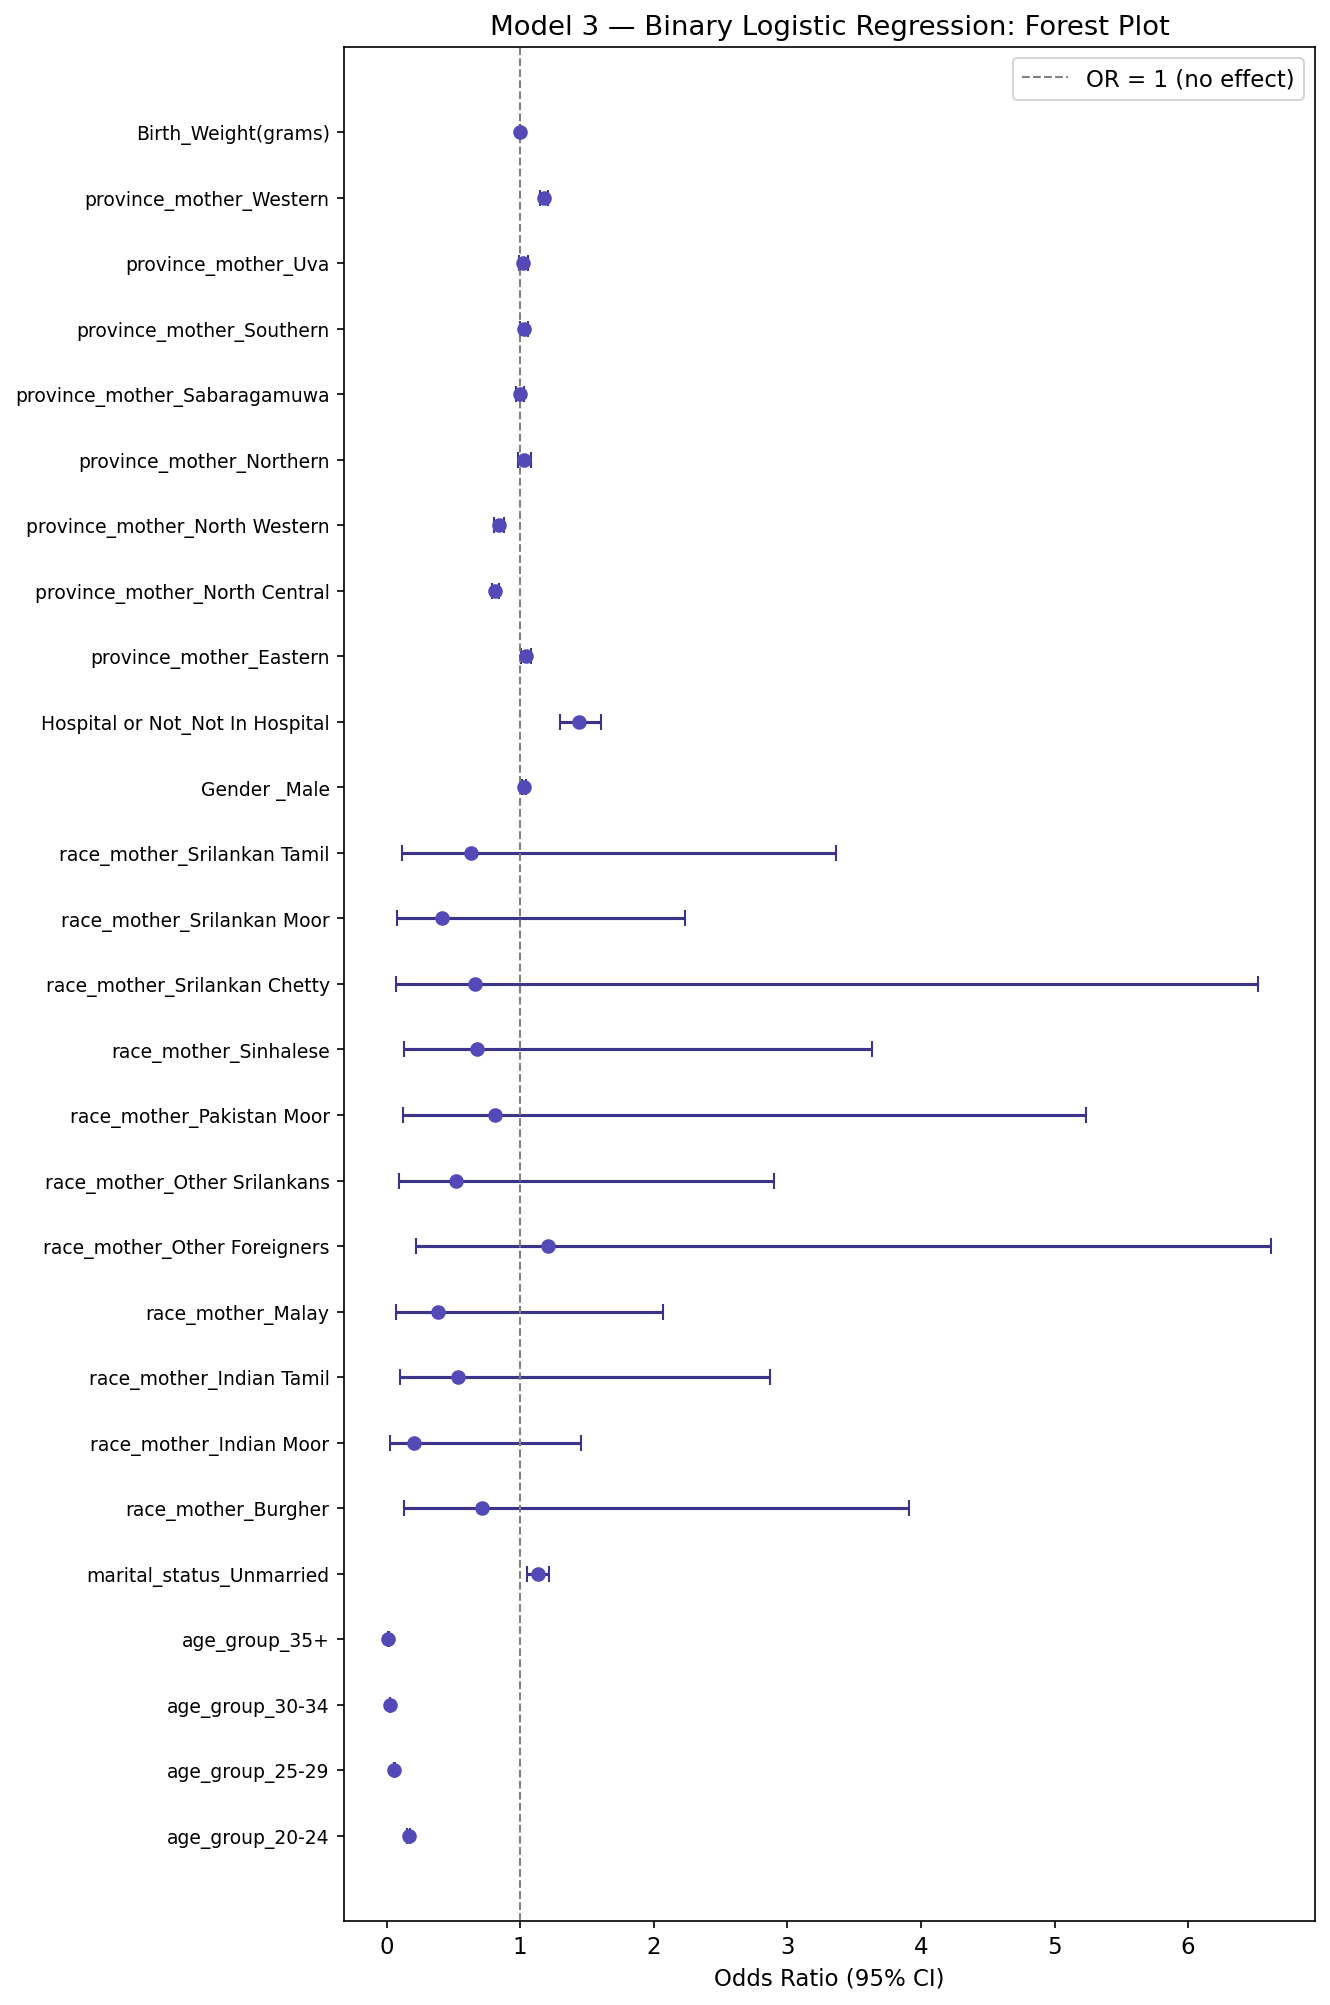 Model 3 — Binary Logistic Regression: Forest Plot
OR = 1 (no effect)
Birth_Weight(grams)
province_mother_Western
province_mother_Uva
province_mother_Southern
province_mother_Sabaragamuwa
province_mother_Northern
province_mother_North Western
province_mother_North Central
province_mother_Eastern
Hospital or Not_Not In Hospital
Gender _Male
race_mother_Srilankan Tamil
race_mother_Srilankan Moor
race_mother_Srilankan Chetty
race_mother_Sinhalese
race_mother_Pakistan Moor
race_mother_Other Srilankans
race_mother_Other Foreigners
race_mother_Malay
race_mother_Indian Tamil
race_mother_Indian Moor
race_mother_Burgher
marital_status_Unmarried
age_group_35+
age_group_30-34
age_group_25-29
age_group_20-24
0 1 2 3 4 5 6
Odds Ratio (95% CI)